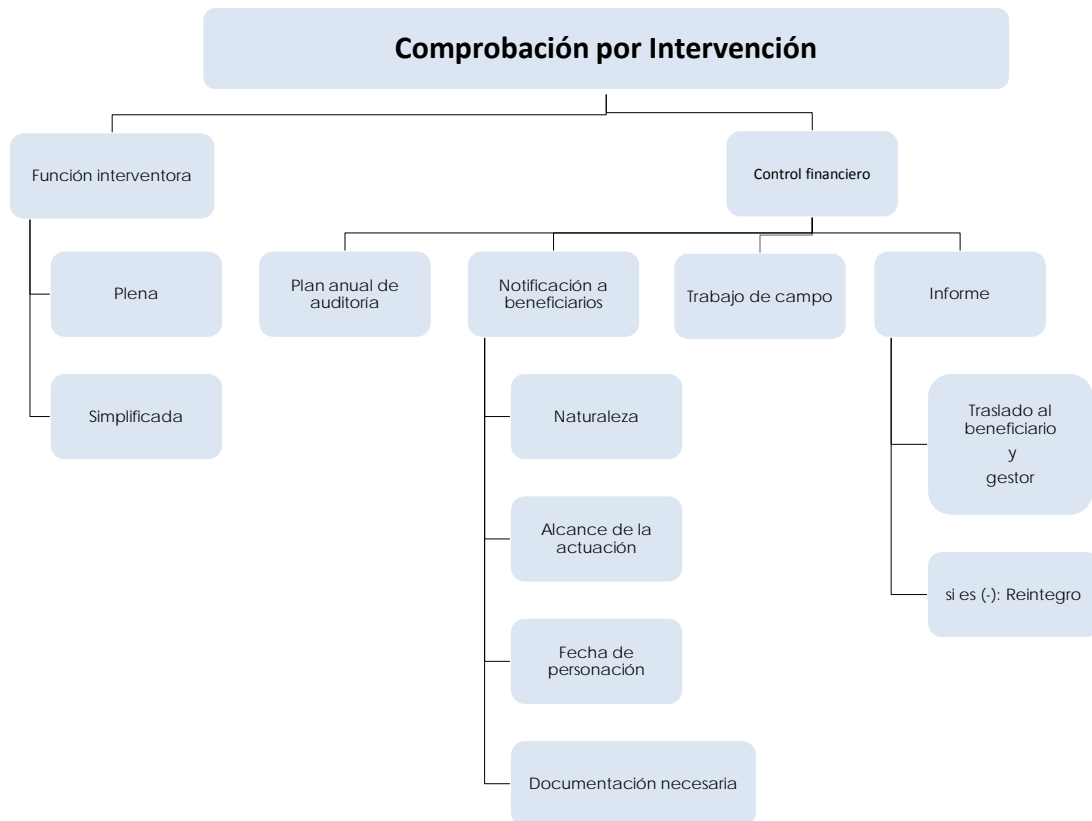 Comprobación por Intervención
Función interventora
Control financiero
Plena
Simplificada
Plan anual de
auditoría
Notificación a
beneficiarios
Trabajo de campo
Informe
Naturaleza
Alcance de la
actuación
Fecha de
personación
Documentación necesaria
Traslado al
beneficiario
y
gestor
si es (-): Reintegro